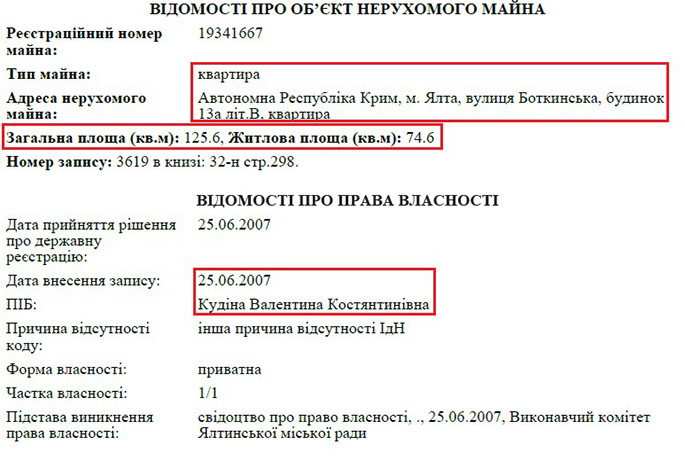 ВІДОМОСТІ ПРО ОБ’ЄКТ НЕРУХОМОГО МАЙНА
Реєстраційний номер майна: 19341667
Тип майна: квартира
Адреса нерухомого майна: Автономна Республіка Крим, м. Ялта, вулиця Боткинська, будинок
13а літ.В, квартира
Загальна площа (кв.м): 125.6, Житлова площа (кв.м): 74.6
Номер запису: 3619 в книзі: 32-н стр.298.
ВІДОМОСТІ ПРО ПРАВА ВЛАСНОСТІ
Дата прийняття рішення про державну реєстрацію: 25.06.2007
Дата внесення запису: 25.06.2007
ПІБ: Кудіна Валентина Костянтинівна
Причина відсутності коду: інша причина відсутності ІдН
Форма власності: приватна
Частка власності: 1/1
Підстава виникнення права власності: свідоцтво про право власності, ., 25.06.2007, Виконавчий комітет
Ялтинської міської ради